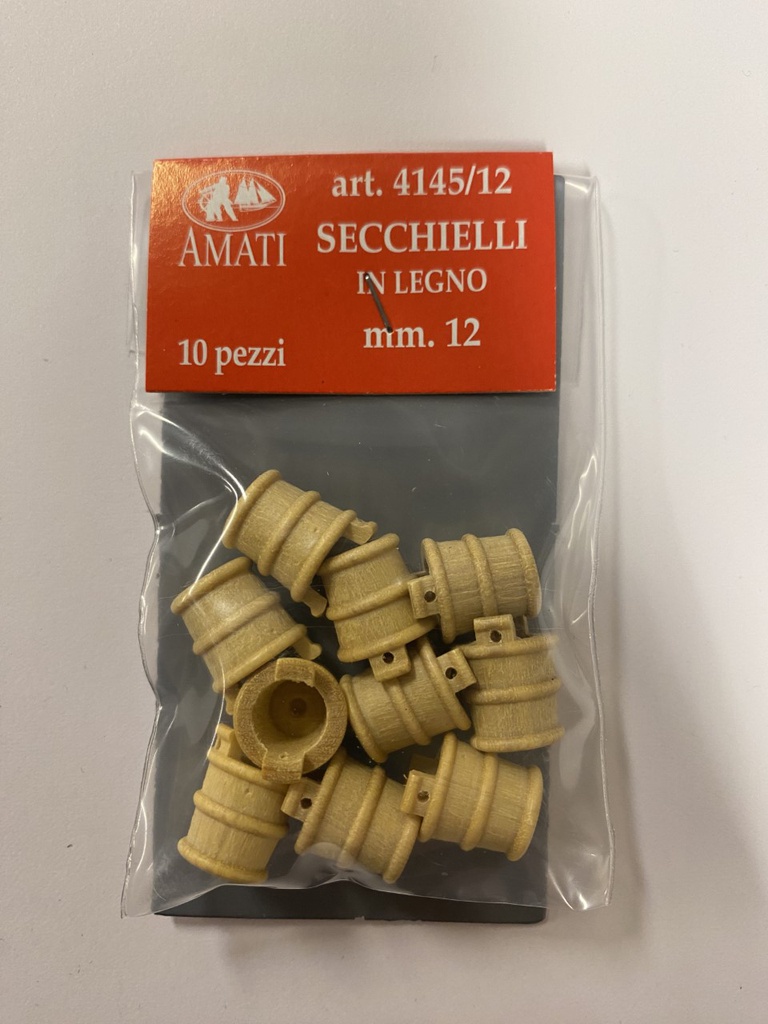 AMATI
10 pezzi
art. 4145/12
SECCHIELLI
IN LEGNO
mm. 12